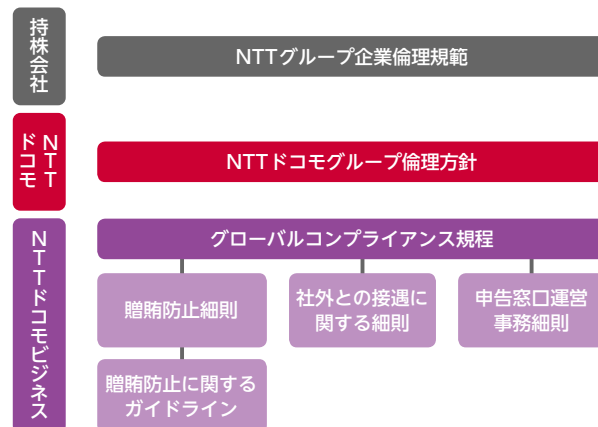 持株会社
NTTグループ企業倫理規範
NTT
ドコモ
NTTドコモグループ倫理方針
NTTドコモビジネス
グローバルコンプライアンス規程
贈賄防止細則
社外との接遇に
関する細則
申告窓口運営
事務細則
贈賄防止に関する
ガイドライン